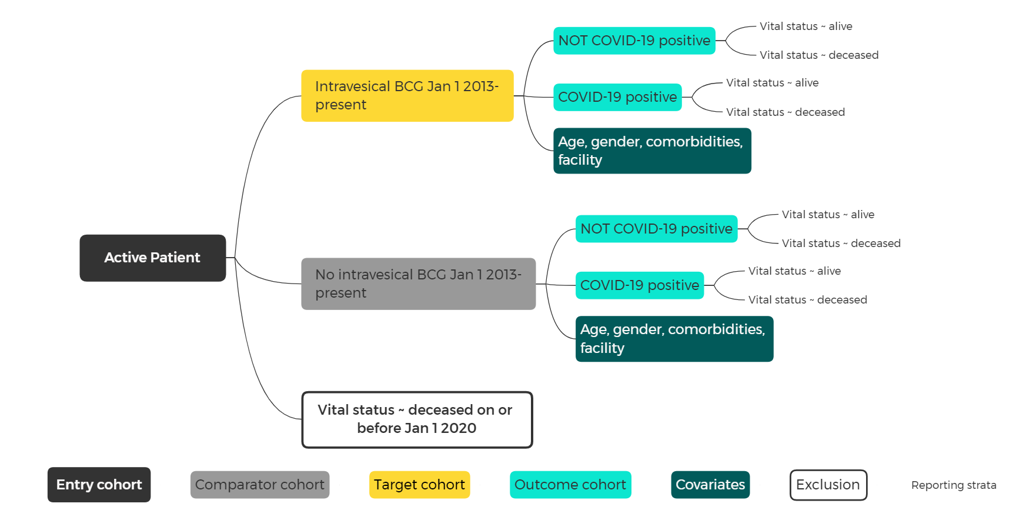 Vital status ~ alive
NOT COVID-19 positive
Vital status ~ deceased
Intravesical BCG Jan 1 2013-
present
Vital status ~ alive
COVID-19 positive
Vital status ~ deceased
Age, gender, comorbidities,
facility
Active Patient
Vital status ~ alive
NOT COVID-19 positive
Vital status ~ deceased
No intravesical BCG Jan 1 2013-
present
Vital status ~ alive
COVID-19 positive
Vital status ~ deceased
Age, gender, comorbidities,
facility
Vital status ~ deceased on or
before Jan 1 2020
Entry cohort
Comparator cohort
Target cohort
Outcome cohort
Covariates
Exclusion
Reporting strata